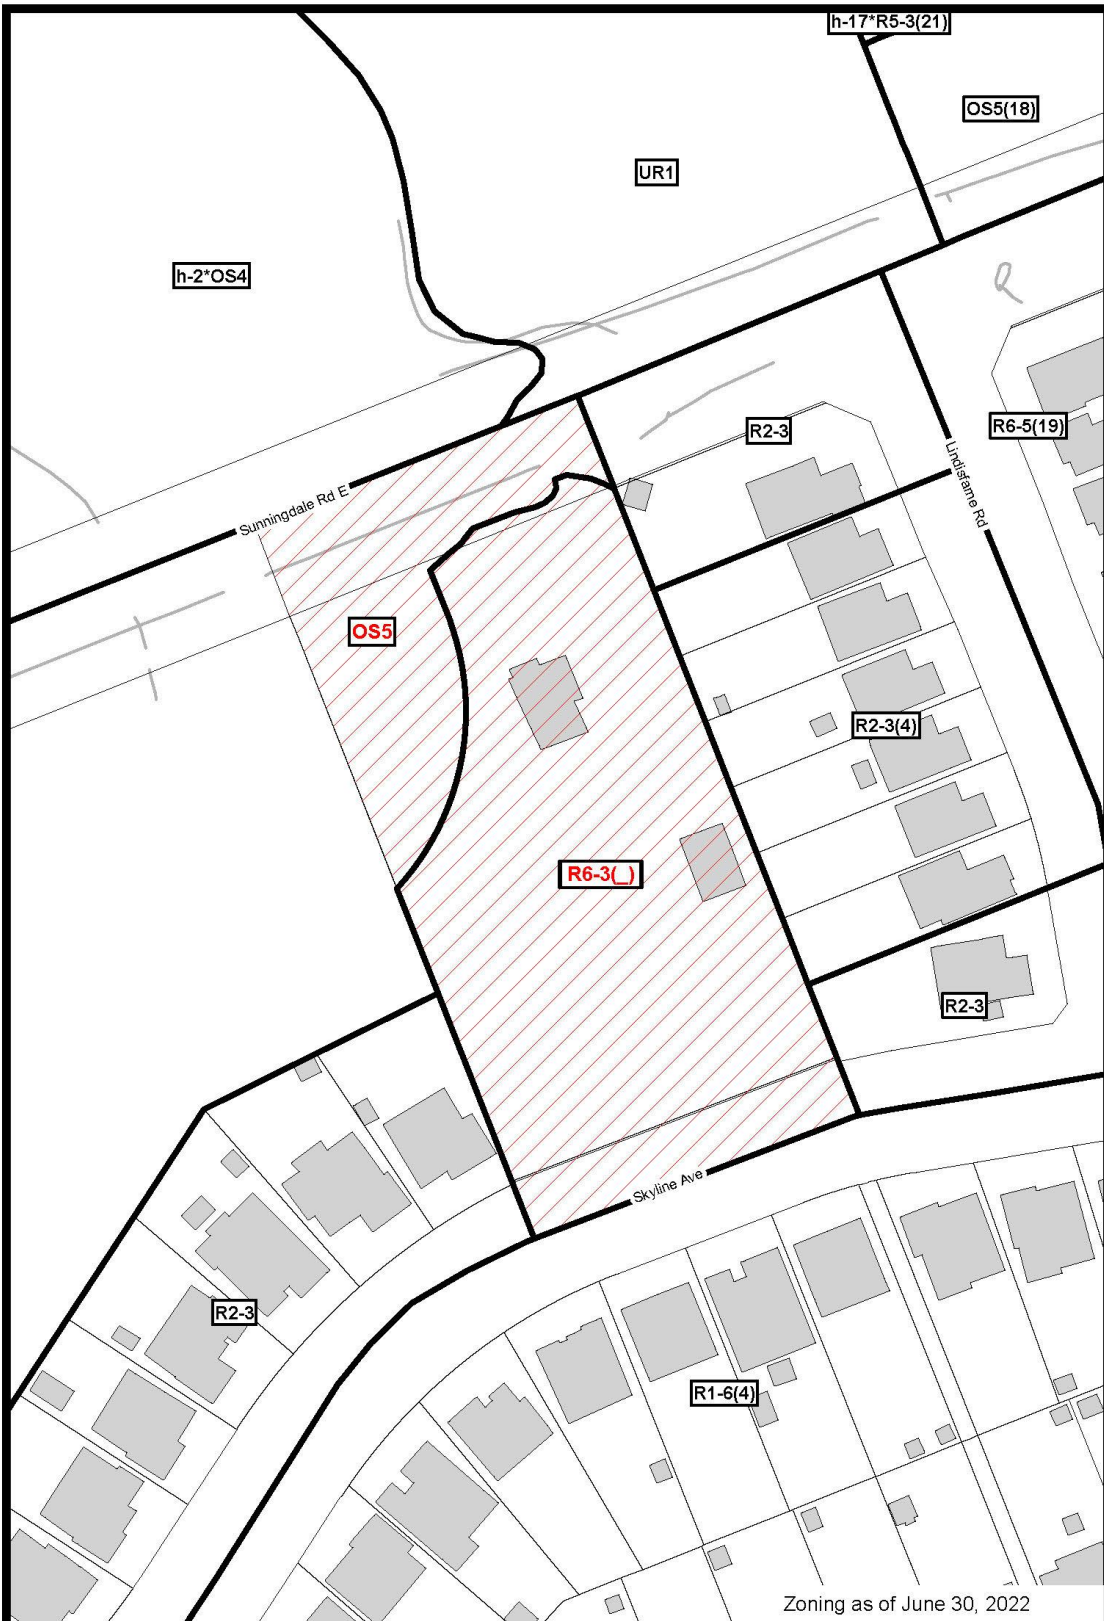 h-17*R5-3(21)
OS5(18)
UR1
h-2*OS4
R2-3
R6-5(19)
Lindisfarne Rd
Sunningdale Rd E
OS5
R2-3(4)
R6-3(_)
R2-3
Skyline Ave
R2-3
R1-6(4)
Zoning as of June 30, 2022